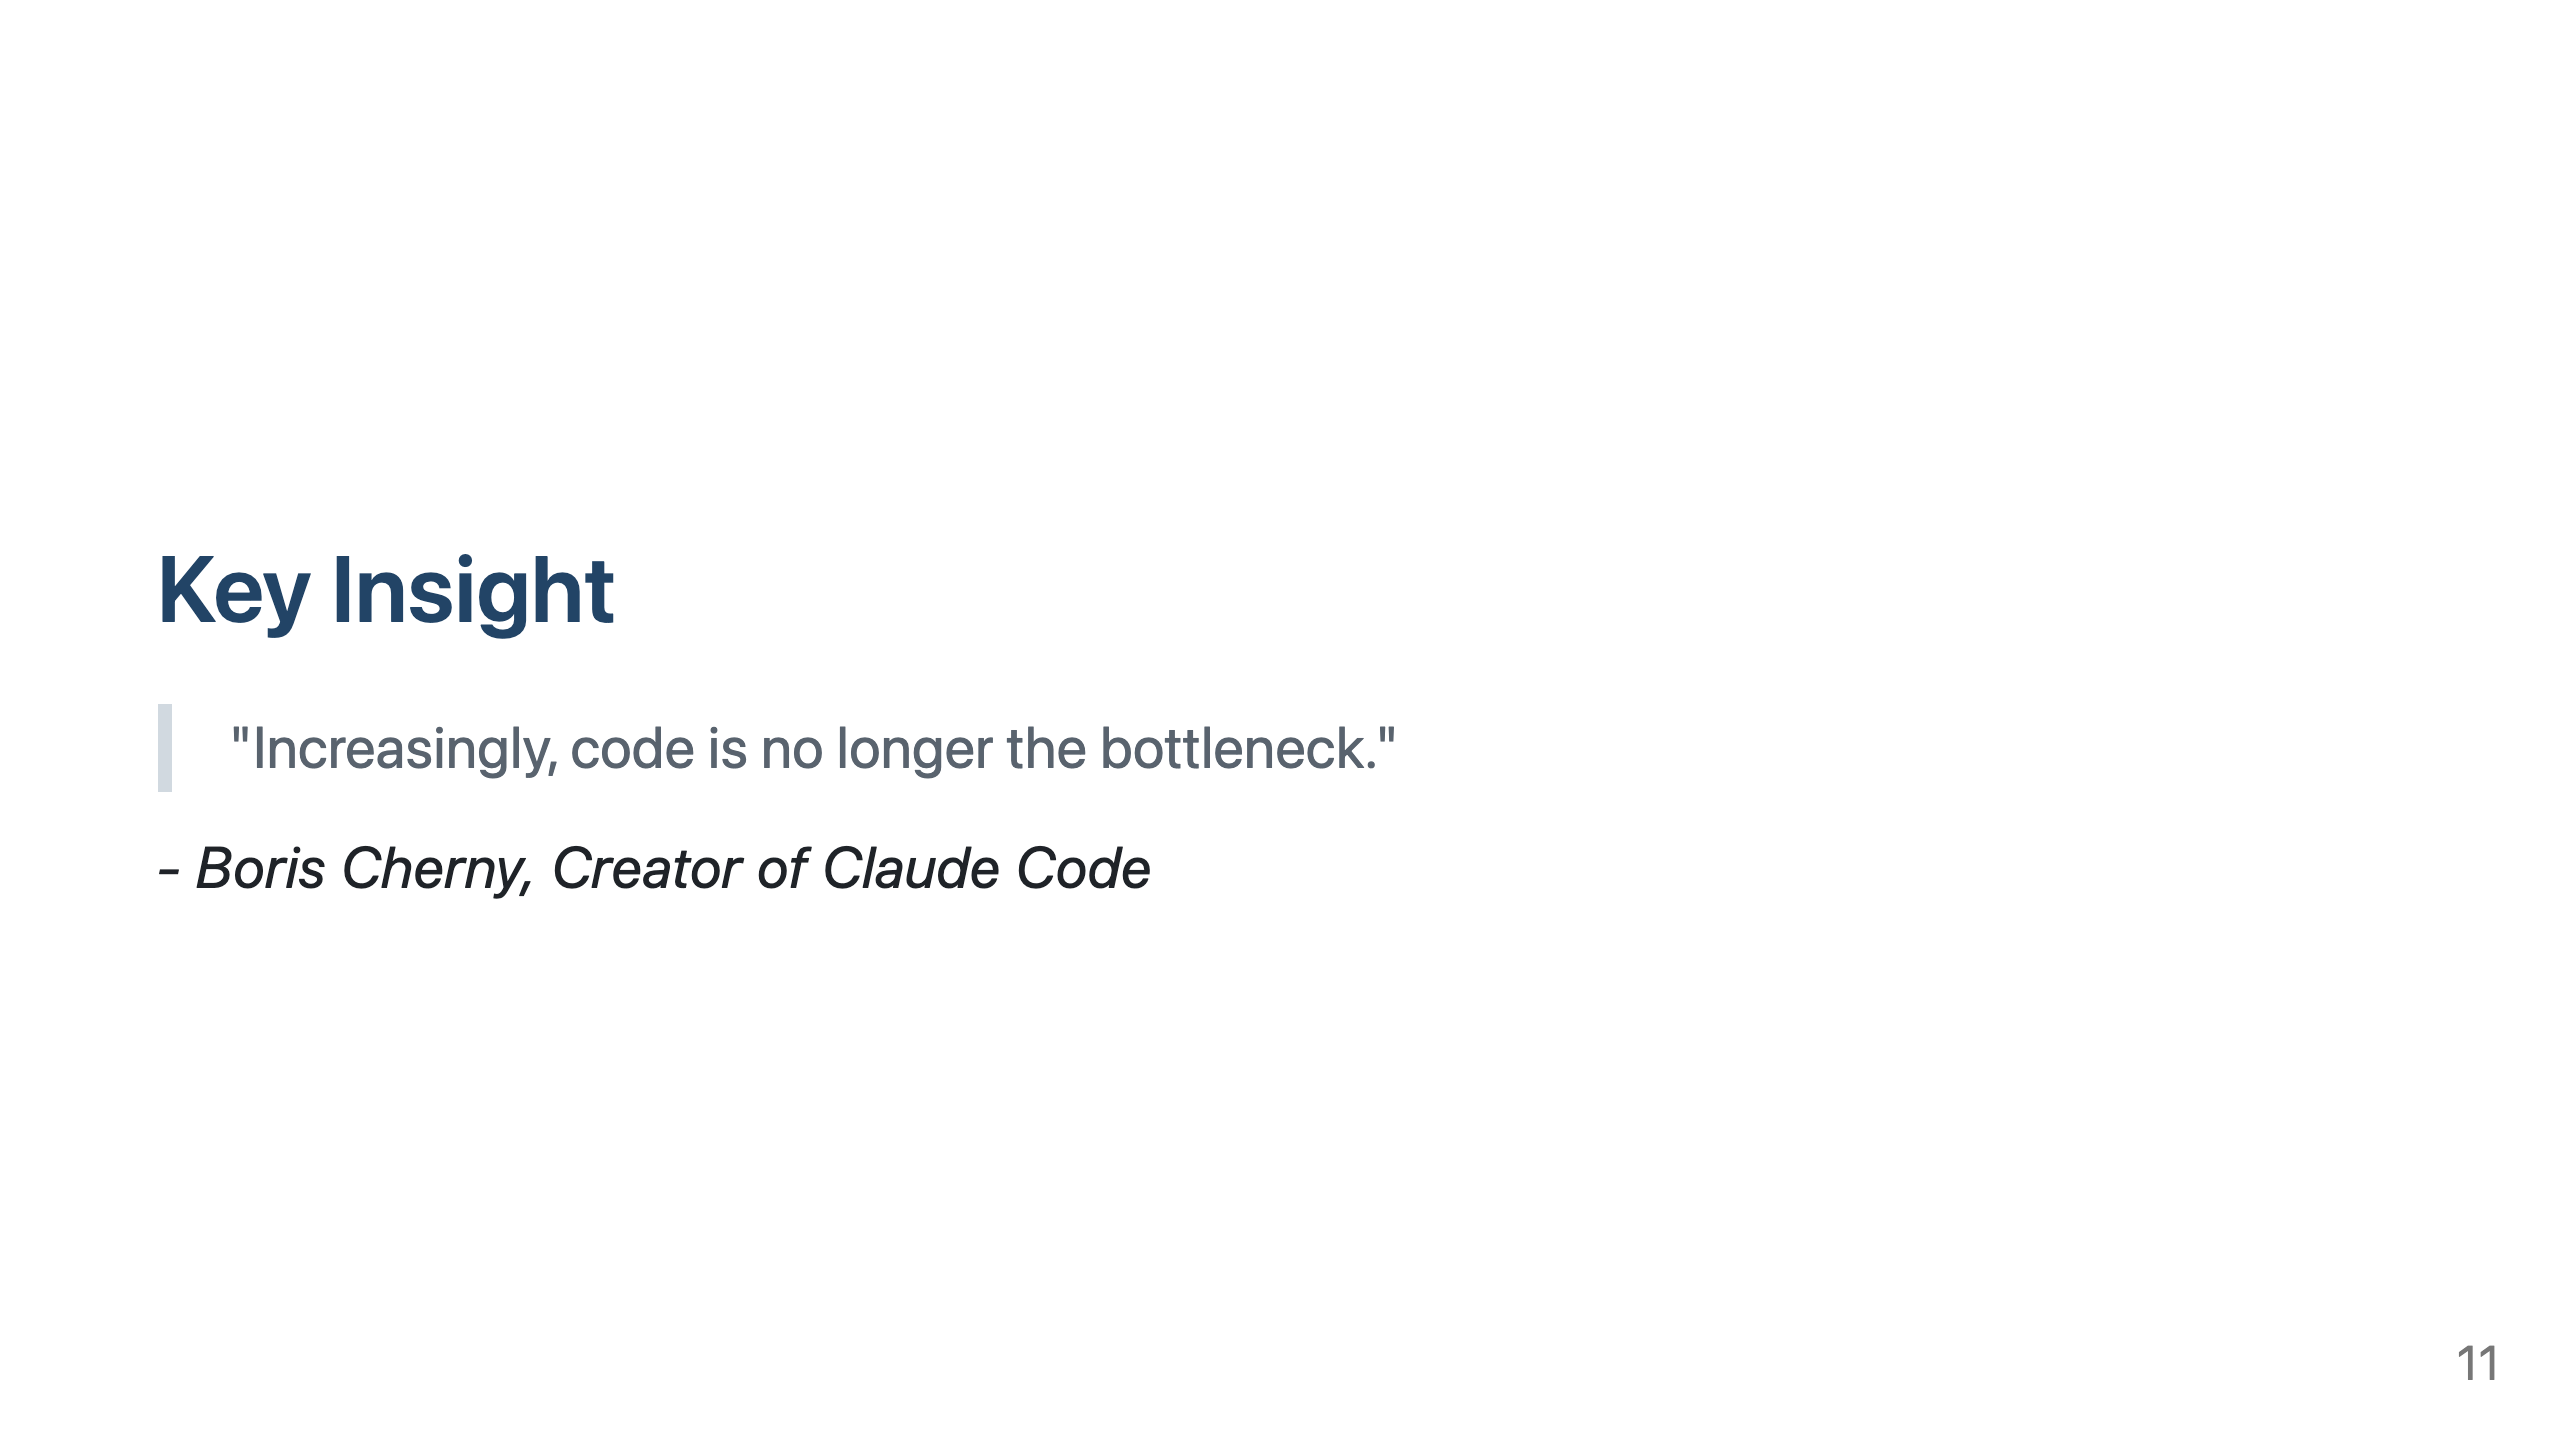 Key Insight
"Increasingly, code is no longer the bottleneck."
- Boris Cherny, Creator of Claude Code
11